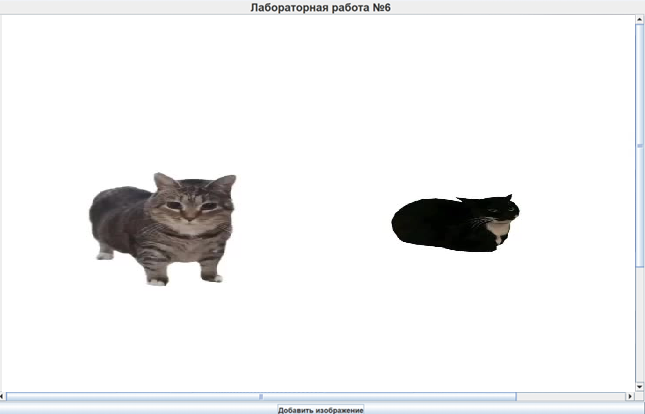 Лабораторная работа №6
Добавить изображение